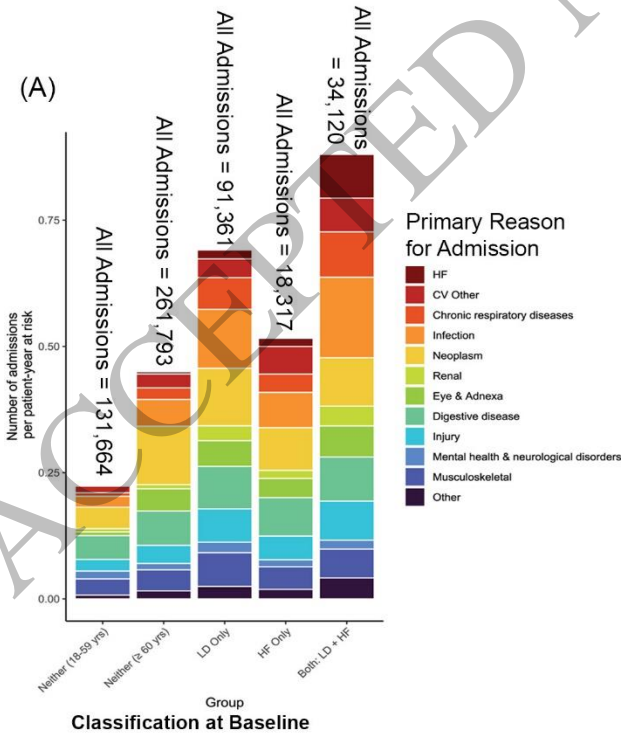 (A)
All Admissions = 131,664
All Admissions = 261,793
All Admissions = 91,361
All Admissions = 18,317
All Admissions
= 34,120
Number of admissions
per patient-year at risk
0.75
0.50
0.25
0.00
Neither (18-59 yrs)
Neither (≥ 60 yrs)
LD Only
HF Only
Both: LD + HF
Group
Classification at Baseline
Primary Reason
for Admission
HF
CV Other
Chronic respiratory diseases
Infection
Neoplasm
Renal
Eye & Adnexa
Digestive disease
Injury
Mental health & neurological disorders
Musculoskeletal
Other
ACCEPTED